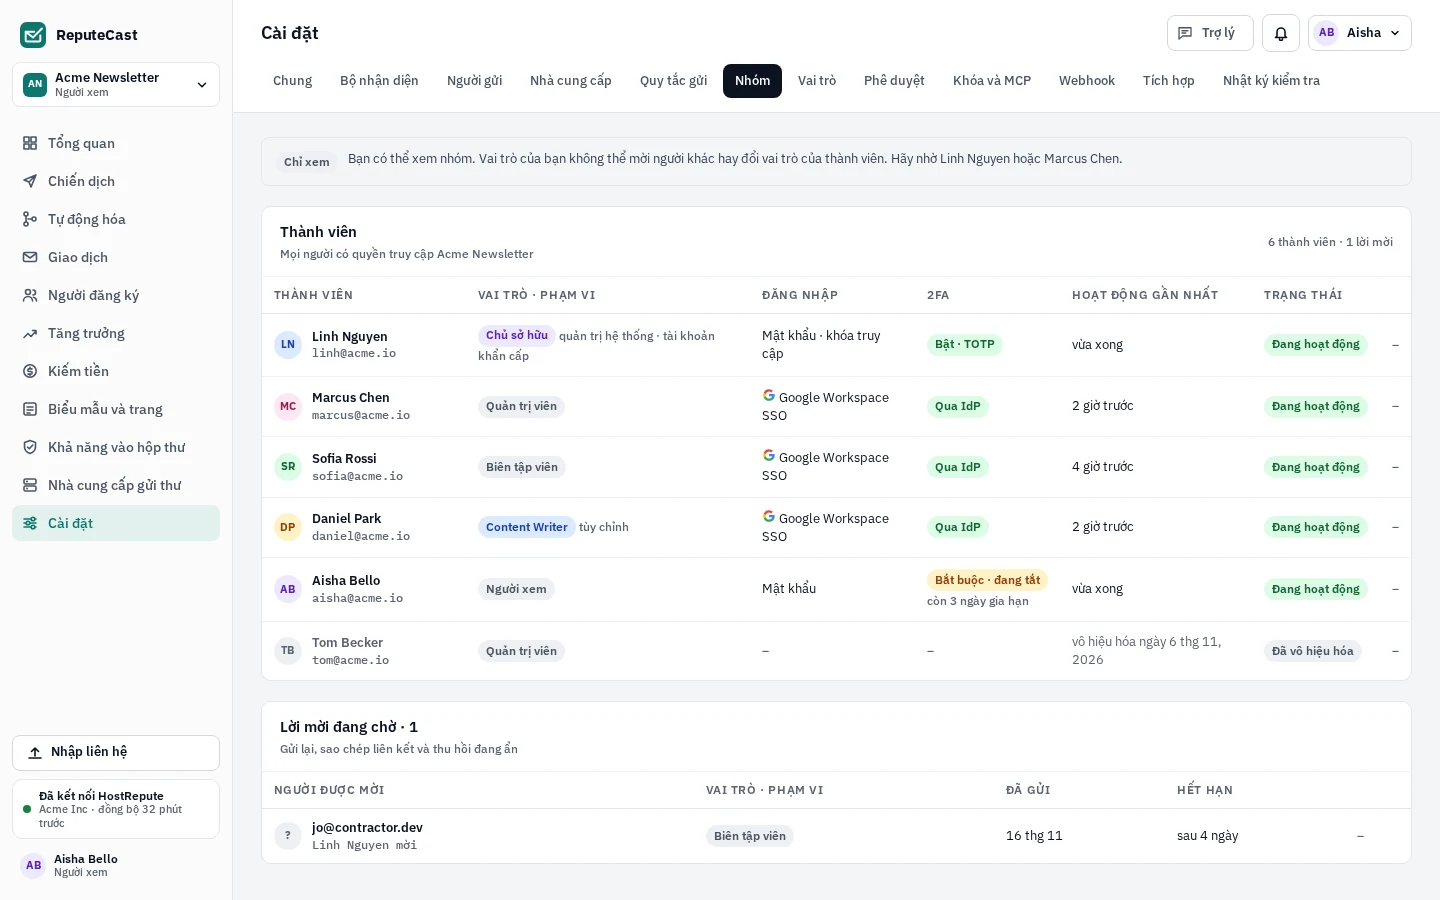 ReputeCast
AN
Acme Newsletter
Người xem
Tổng quan
Chiến dịch
Tự động hóa
Giao dịch
Người đăng ký
Tăng trưởng
Kiếm tiền
Biểu mẫu và trang
Khả năng vào hộp thư
Nhà cung cấp gửi thư
Cài đặt
Nhập liên hệ
Đã kết nối HostRepute
Acme Inc · đồng bộ 32 phút
trước
AB
Aisha Bello
Người xem
Cài đặt
Trợ lý
AB Aisha
Chung Bộ nhận diện Người gửi Nhà cung cấp Quy tắc gửi Nhóm Vai trò Phê duyệt Khóa và MCP Webhook Tích hợp Nhật ký kiểm tra
Chỉ xem Bạn có thể xem nhóm. Vai trò của bạn không thể mời người khác hay đổi vai trò của thành viên. Hãy nhờ Linh Nguyen hoặc Marcus Chen.
Thành viên
Mọi người có quyền truy cập Acme Newsletter
6 thành viên · 1 lời mời
THÀNH VIÊN VAI TRÒ · PHẠM VI ĐĂNG NHẬP 2FA HOẠT ĐỘNG GẦN NHẤT TRẠNG THÁI
LN
Linh Nguyen
linh@acme.io
Chủ sở hữu quản trị hệ thống · tài khoản
khẩn cấp
Mật khẩu · khóa truy
cập
Bật · TOTP
vừa xong
Đang hoạt động
–
MC
Marcus Chen
marcus@acme.io
Quản trị viên
Google Workspace
SSO
Qua IdP
2 giờ trước
Đang hoạt động
–
SR
Sofia Rossi
sofia@acme.io
Biên tập viên
Google Workspace
SSO
Qua IdP
4 giờ trước
Đang hoạt động
–
DP
Daniel Park
daniel@acme.io
Content Writer tùy chỉnh
Google Workspace
SSO
Qua IdP
2 giờ trước
Đang hoạt động
–
AB
Aisha Bello
aisha@acme.io
Người xem
Mật khẩu
Bắt buộc · đang tắt
còn 3 ngày gia hạn
vừa xong
Đang hoạt động
–
TB
Tom Becker
tom@acme.io
Quản trị viên
–
–
vô hiệu hóa ngày 6 thg 11,
2026
Đã vô hiệu hóa
–
Lời mời đang chờ · 1
Gửi lại, sao chép liên kết và thu hồi đang ẩn
NGƯỜI ĐƯỢC MỜI VAI TRÒ · PHẠM VI ĐÃ GỬI HẾT HẠN
?
jo@contractor.dev
Linh Nguyen mời
Biên tập viên
16 thg 11
sau 4 ngày
–